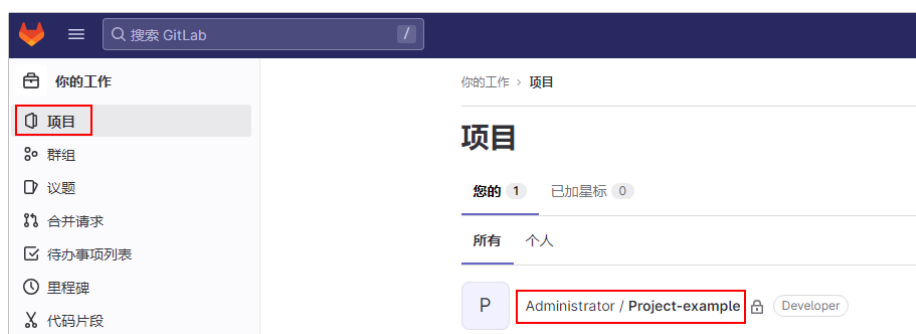 搜索 GitLab /
你的工作
项目
群组
议题
合并请求
待办事项列表
里程碑
代码片段
你的工作 › 项目
项目
您的 1 已加星标 0
所有 个人
P Administrator / Project-example Developer